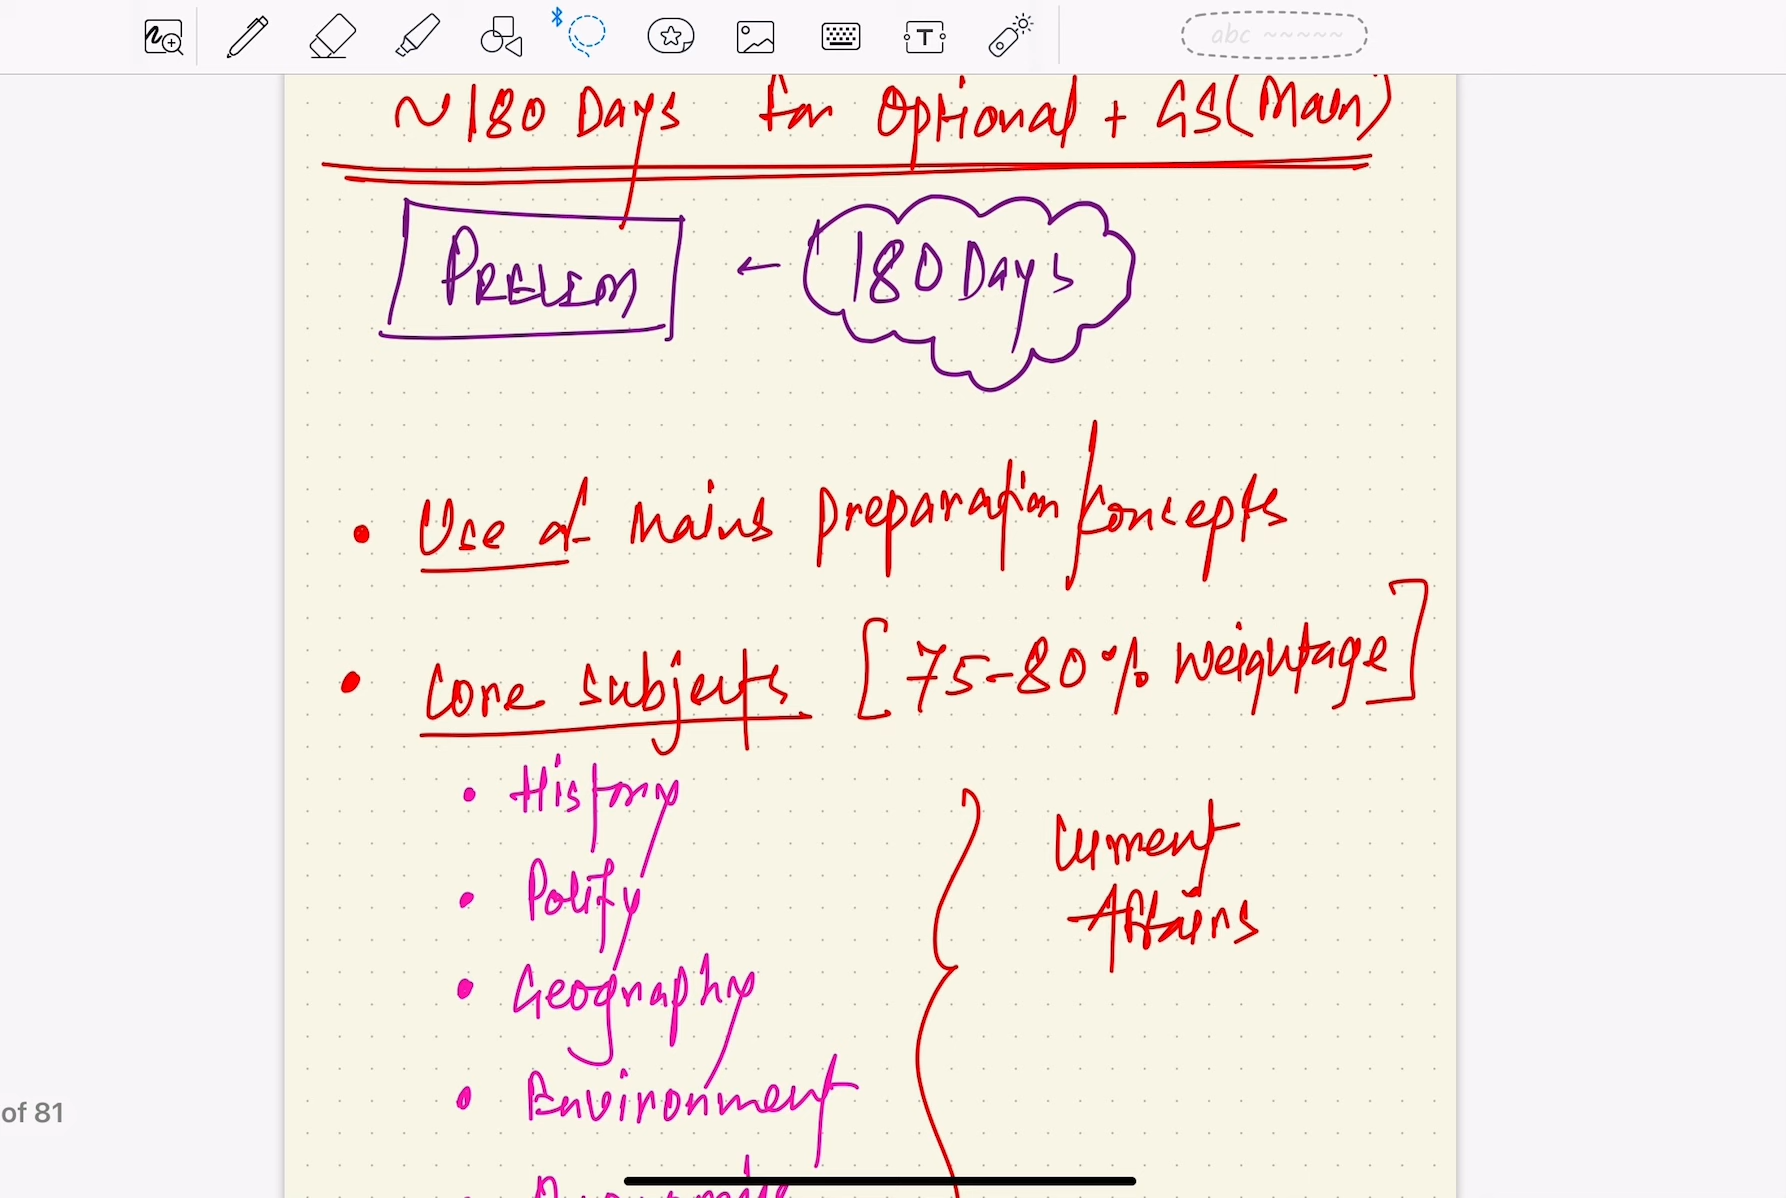 abc ~~~~~
~180 Days for Optional + GS(Main)
PRELIM ← 180 Days
• Use of Mains preparation/Concepts
• Core Subjects [75-80% Weightage]
• History
• Polity
• Geography
• Environment
Current
Affairs
of 81